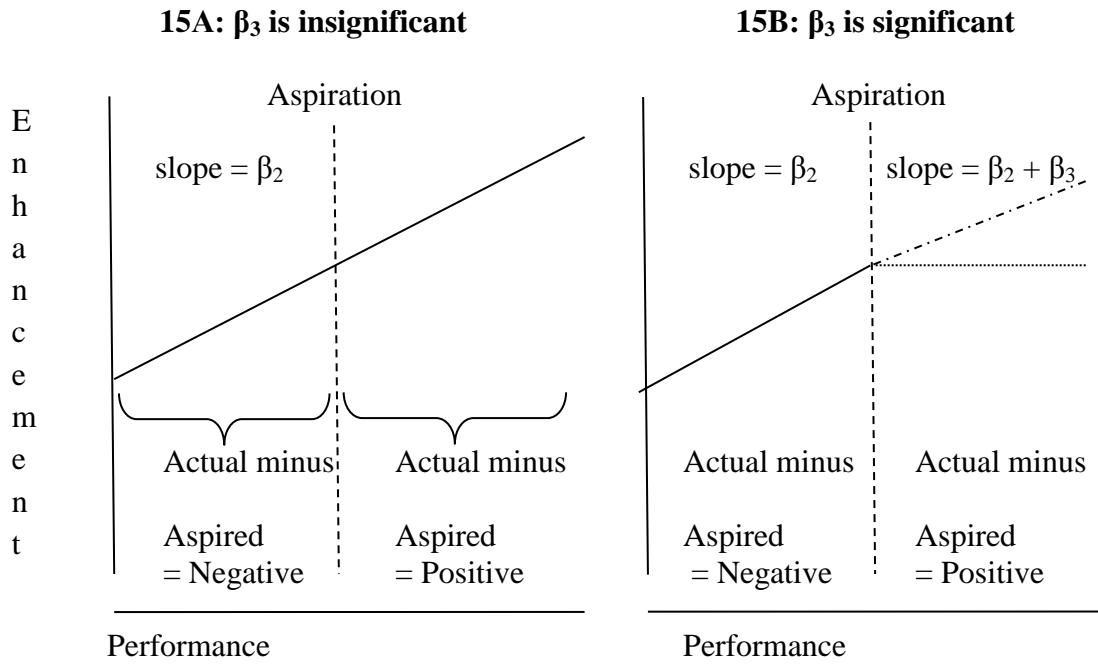 15A: β3 is insignificant
15B: β3 is significant
Enhancement
Aspiration
slope = β2
Actual minus
Aspired
= Negative
Actual minus
Aspired
= Positive
Performance
Aspiration
slope = β2
slope = β2 + β3
Actual minus
Aspired
= Negative
Actual minus
Aspired
= Positive
Performance